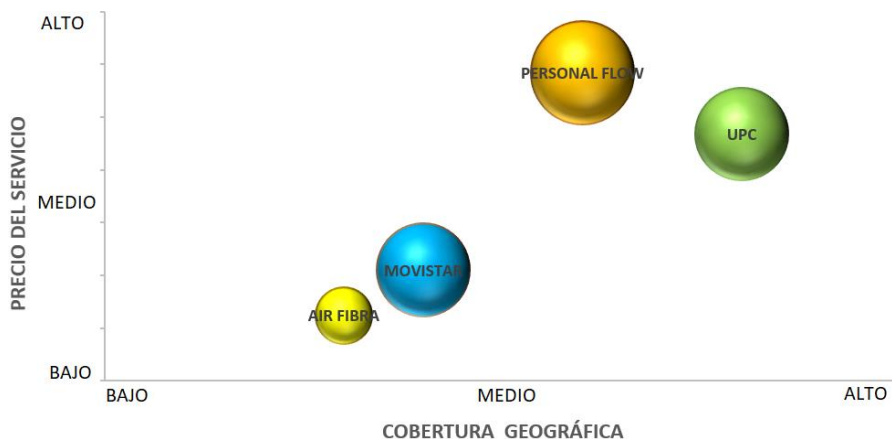 ALTO
PERSONAL FLOW
UPC
PRECIO DEL SERVICIO
MEDIO
MOVISTAR
AIR FIBRA
BAJO
BAJO MEDIO ALTO
COBERTURA GEOGRÁFICA